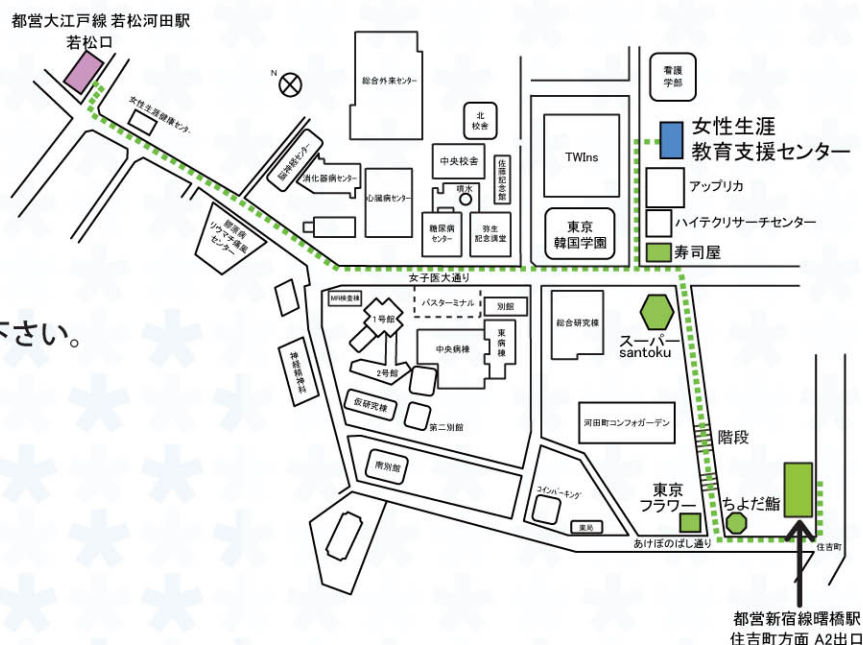 都営大江戸線 若松河田駅
若松口
女性生涯健康センター
N
総合外来センター
看護
学部
北
校舎
脳神経センター
消化器病センター
心臓病センター
中央校舎
噴水
佐藤記念館
糖尿病
センター
弥生
記念講堂
TWIns
東京
韓国学園
女性生涯
教育支援センター
アップリカ
ハイテクリサーチセンター
寿司屋
膠原病
リウマチ痛風
センター
女子医大通り
MRI検査棟
1号館
バスターミナル
別館
中央病棟
東
病
棟
総合研究棟
スーパー
santoku
下さい。
神経精神科
2号館
仮研究棟
第二別館
河田町コンフォガーデン
階段
南別館
コインパーキング
薬局
東京
フラワー
ちよだ鮨
あけぼのばし通り
住吉町
都営新宿線曙橋駅
住吉町方面 A2出口